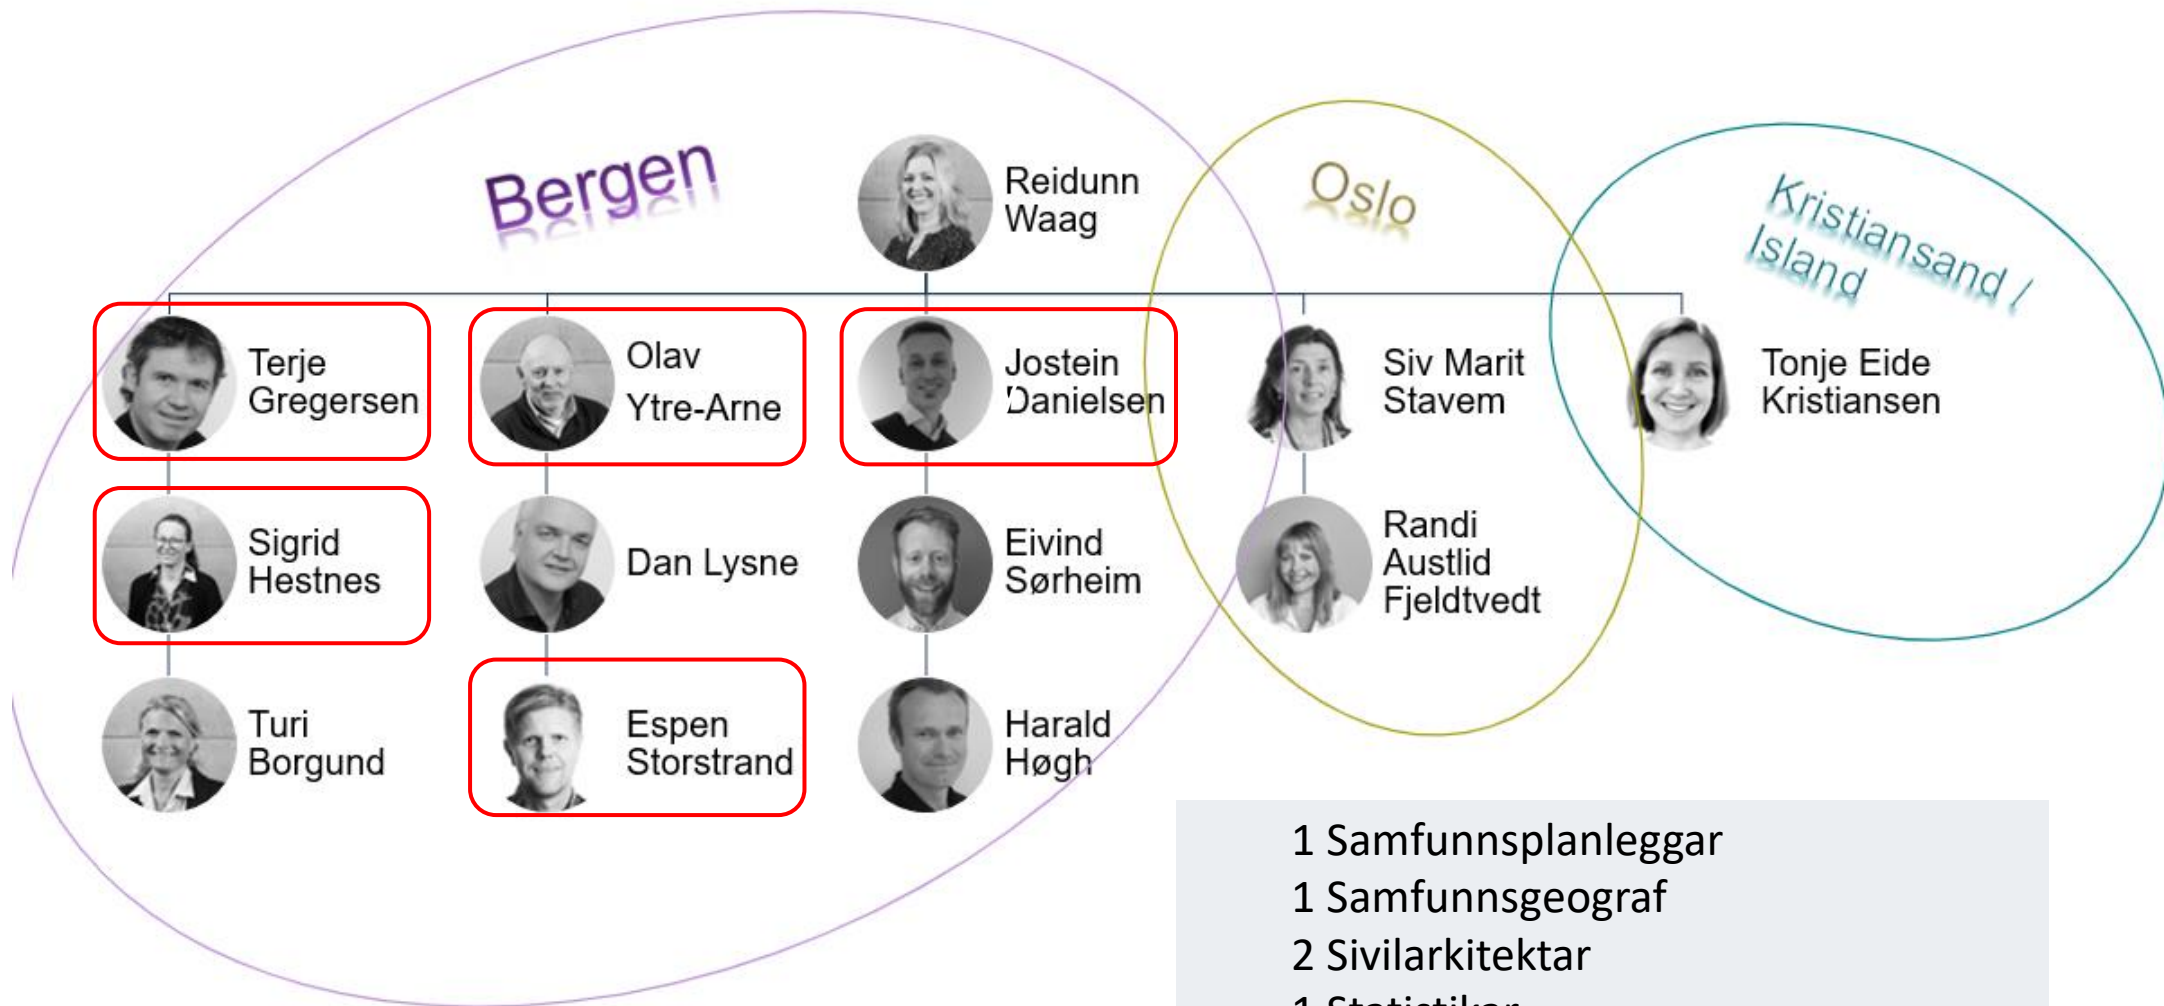 Bergen
Oslo
Kristiansand /
Island
Reidunn
Waag
Terje
Gregersen
Olav
Ytre-Arne
Jostein
Danielsen
Siv Marit
Stavem
Tonje Eide
Kristiansen
Sigrid
Hestnes
Dan Lysne
Eivind
Sørheim
Randi
Austlid
Fjeldtvedt
Turi
Borgund
Espen
Storstrand
Harald
Høgh
1 Samfunnsplanleggar
1 Samfunnsgeograf
2 Sivilarkitektar
1 Statistikar